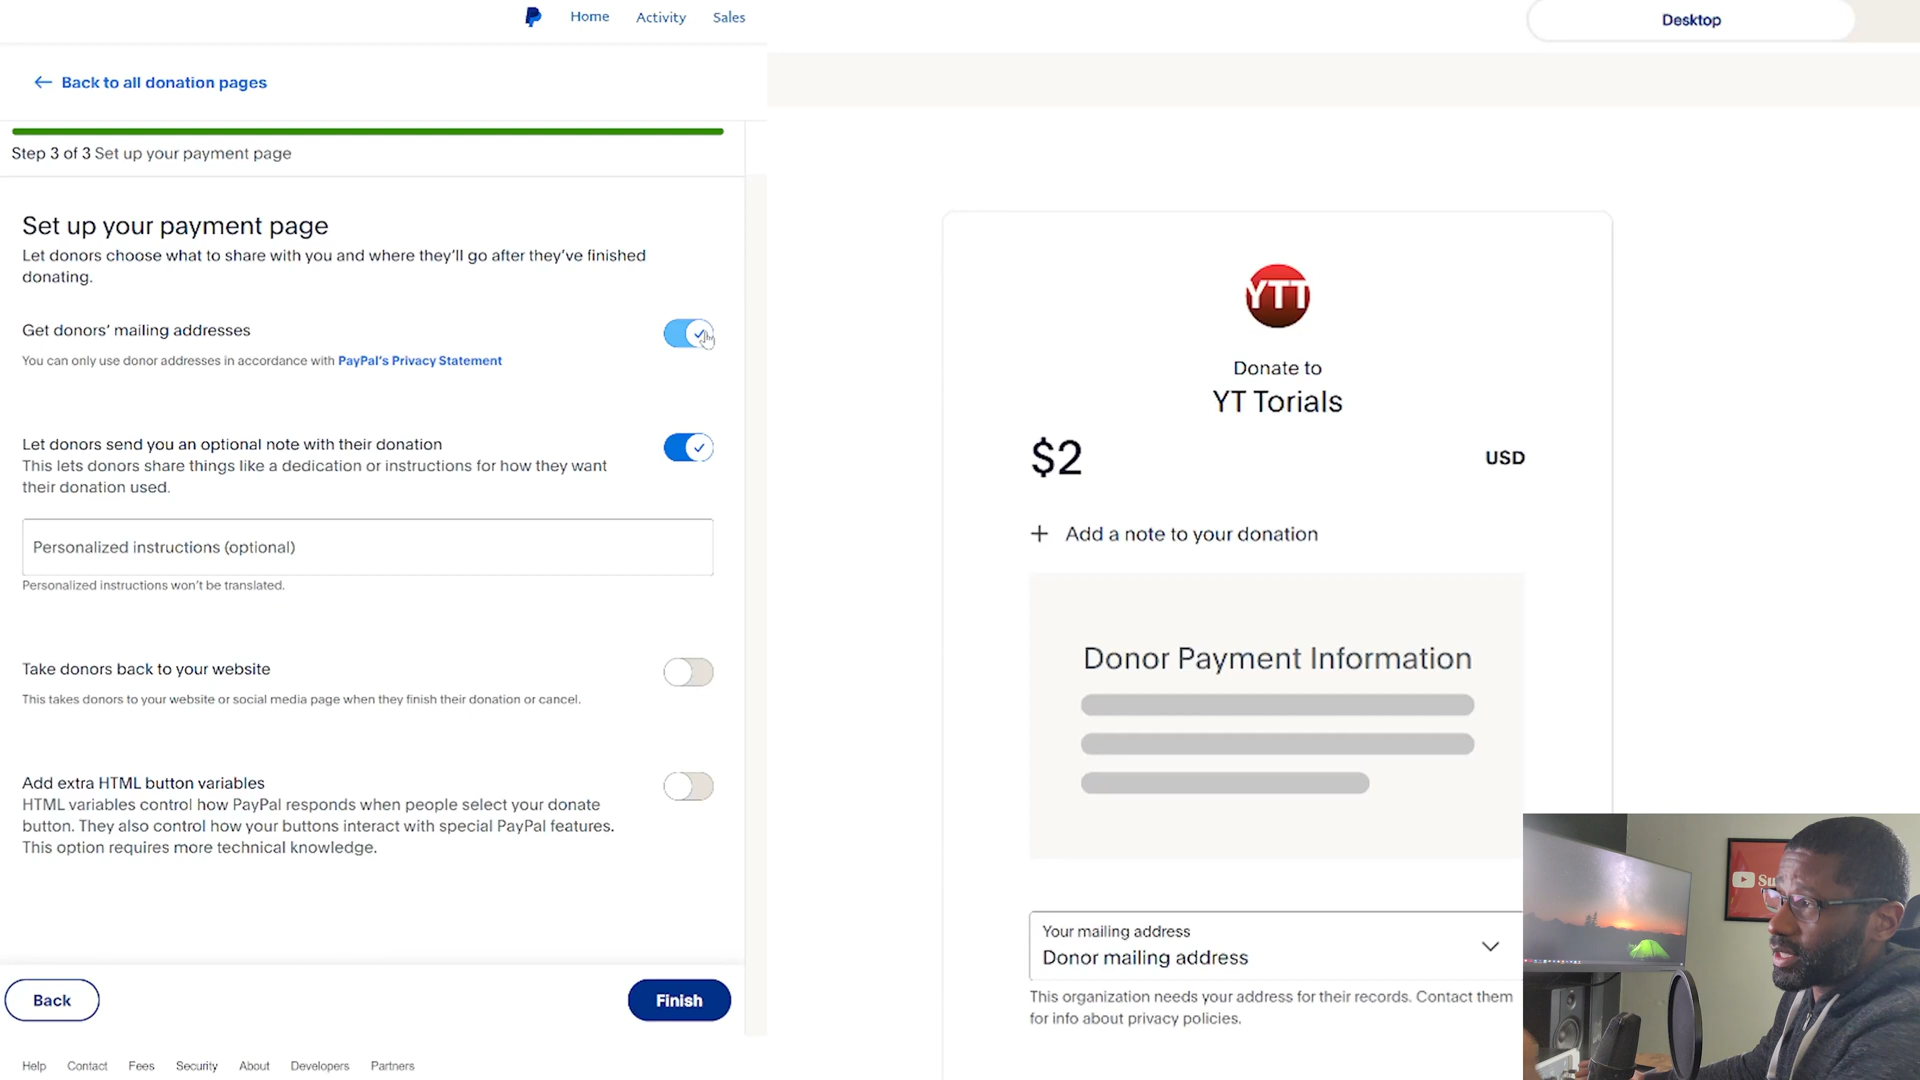 Home
Activity
Sales
Desktop
Back to all donation pages
Step 3 of 3 Set up your payment page
Set up your payment page
Let donors choose what to share with you and where they'll go after they've finished
donating.
Get donors' mailing addresses
You can only use donor addresses in accordance with PayPal's Privacy Statement
Let donors send you an optional note with their donation
This lets donors share things like a dedication or instructions for how they want
their donation used.
Personalized instructions (optional)
Personalized instructions won't be translated.
Take donors back to your website
This takes donors to your website or social media page when they finish their donation or cancel.
Add extra HTML button variables
HTML variables control how PayPal responds when people select your donate
button. They also control how your buttons interact with special PayPal features.
This option requires more technical knowledge.
Back
Finish
Help
Contact
Fees
Security
About
Developers
Partners
YTT
Donate to
YT Torials
$2
USD
+ Add a note to your donation
Donor Payment Information
Your mailing address
Donor mailing address
This organization needs your address for their records. Contact them
for info about privacy policies.